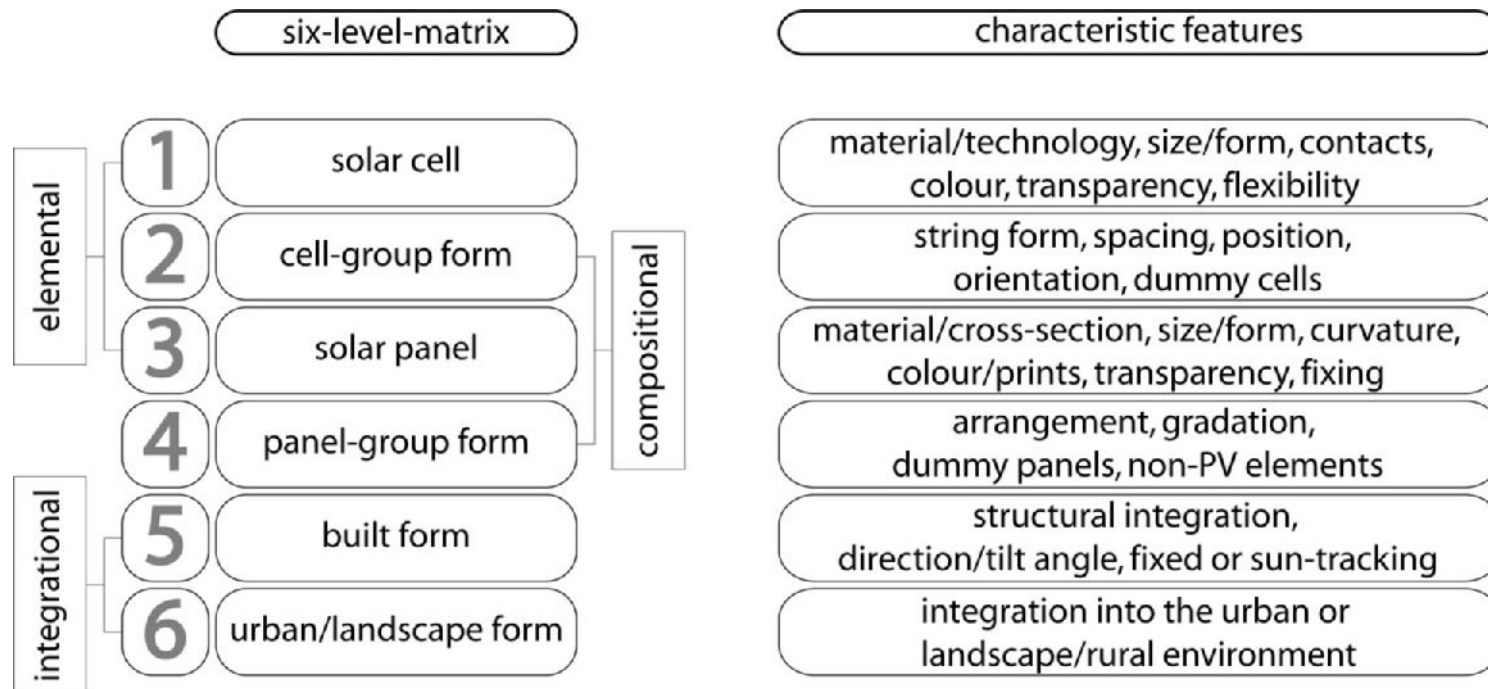 six-level-matrix
characteristic features
elemental
1
solar cell
material/technology, size/form, contacts,
colour, transparency, flexibility
2
cell-group form
compositional
string form, spacing, position,
orientation, dummy cells
3
solar panel
material/cross-section, size/form, curvature,
colour/prints, transparency, fixing
4
panel-group form
arrangement, gradation,
dummy panels, non-PV elements
integrational
5
built form
structural integration,
direction/tilt angle, fixed or sun-tracking
6
urban/landscape form
integration into the urban or
landscape/rural environment